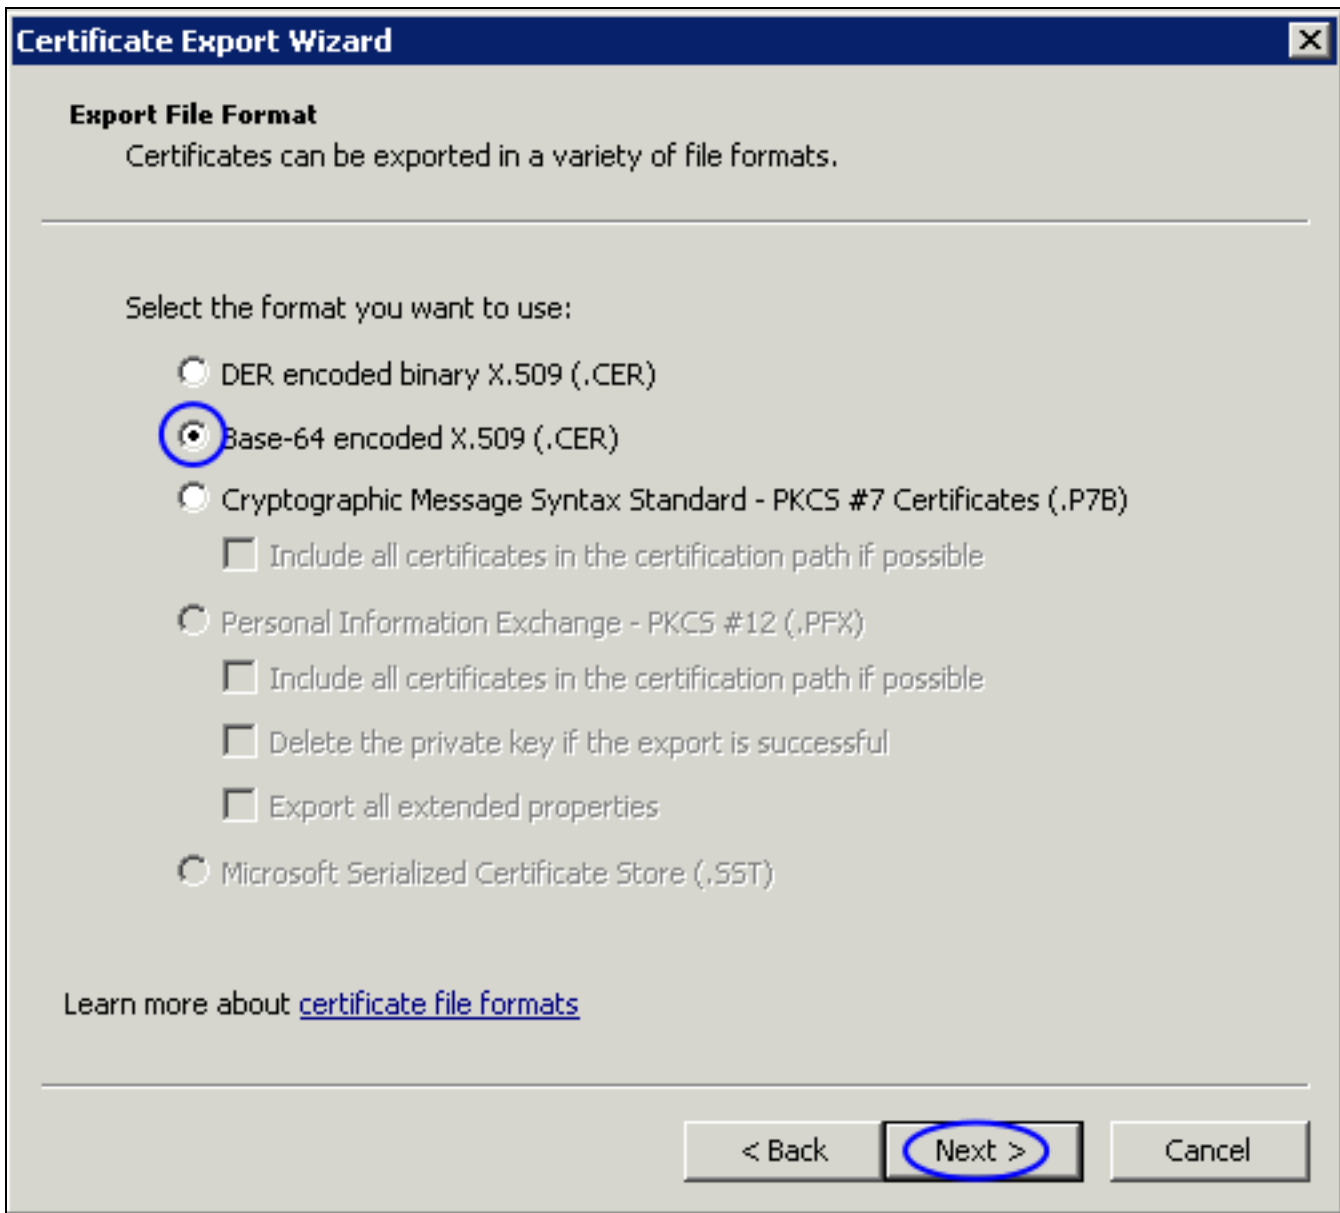 Certificate Export Wizard
Export File Format
Certificates can be exported in a variety of file formats.
Select the format you want to use:
DER encoded binary X.509 (.CER)
Base-64 encoded X.509 (.CER)
Cryptographic Message Syntax Standard - PKCS #7 Certificates (.P7B)
Include all certificates in the certification path if possible
Personal Information Exchange - PKCS #12 (.PFX)
Include all certificates in the certification path if possible
Delete the private key if the export is successful
Export all extended properties
Microsoft Serialized Certificate Store (.SST)
Learn more about certificate file formats
< Back Next > Cancel